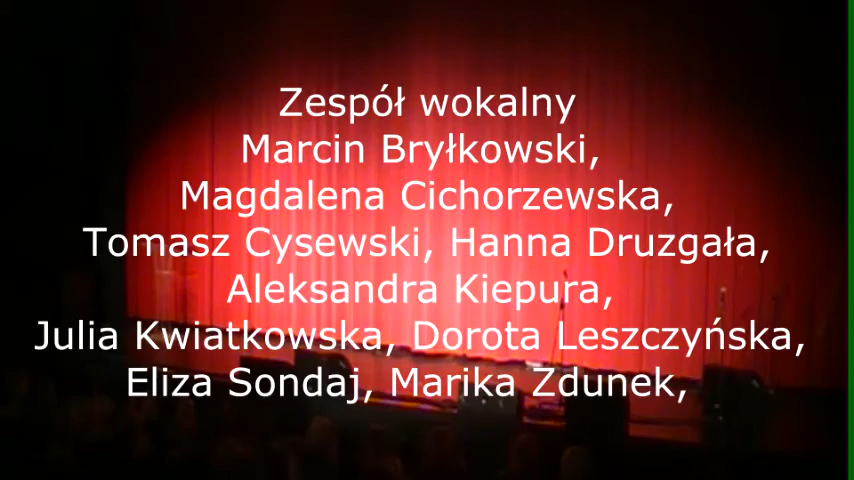 Zespół wokalny
Marcin Bryłkowski,
Magdalena Cichorzewska,
Tomasz Cysewski, Hanna Druzgała,
Aleksandra Kiepura,
Julia Kwiatkowska, Dorota Leszczyńska,
Eliza Sondaj, Marika Zdunek,